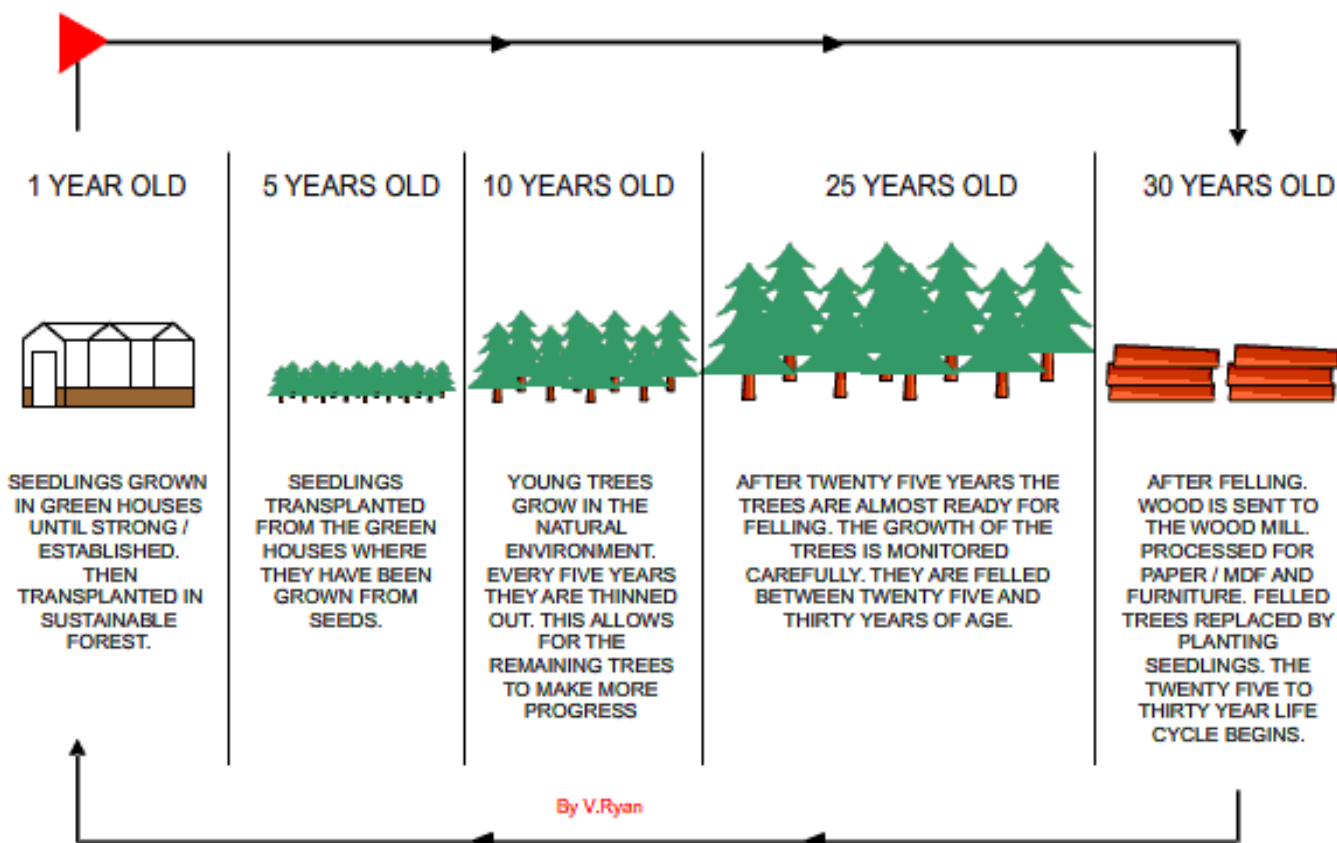 1 YEAR OLD
5 YEARS OLD
10 YEARS OLD
25 YEARS OLD
30 YEARS OLD
SEEDLINGS GROWN
IN GREEN HOUSES
UNTIL STRONG /
ESTABLISHED.
THEN
TRANSPLANTED IN
SUSTAINABLE
FOREST.
SEEDLINGS
TRANSPLANTED
FROM THE GREEN
HOUSES WHERE
THEY HAVE BEEN
GROWN FROM
SEEDS.
YOUNG TREES
GROW IN THE
NATURAL
ENVIRONMENT.
EVERY FIVE YEARS
THEY ARE THINNED
OUT. THIS ALLOWS
FOR THE
REMAINING TREES
TO MAKE MORE
PROGRESS
AFTER TWENTY FIVE YEARS THE
TREES ARE ALMOST READY FOR
FELLING. THE GROWTH OF THE
TREES IS MONITORED
CAREFULLY. THEY ARE FELLED
BETWEEN TWENTY FIVE AND
THIRTY YEARS OF AGE.
AFTER FELLING.
WOOD IS SENT TO
THE WOOD MILL.
PROCESSED FOR
PAPER / MDF AND
FURNITURE. FELLED
TREES REPLACED BY
PLANTING
SEEDLINGS. THE
TWENTY FIVE TO
THIRTY YEAR LIFE
CYCLE BEGINS.
By V.Ryan